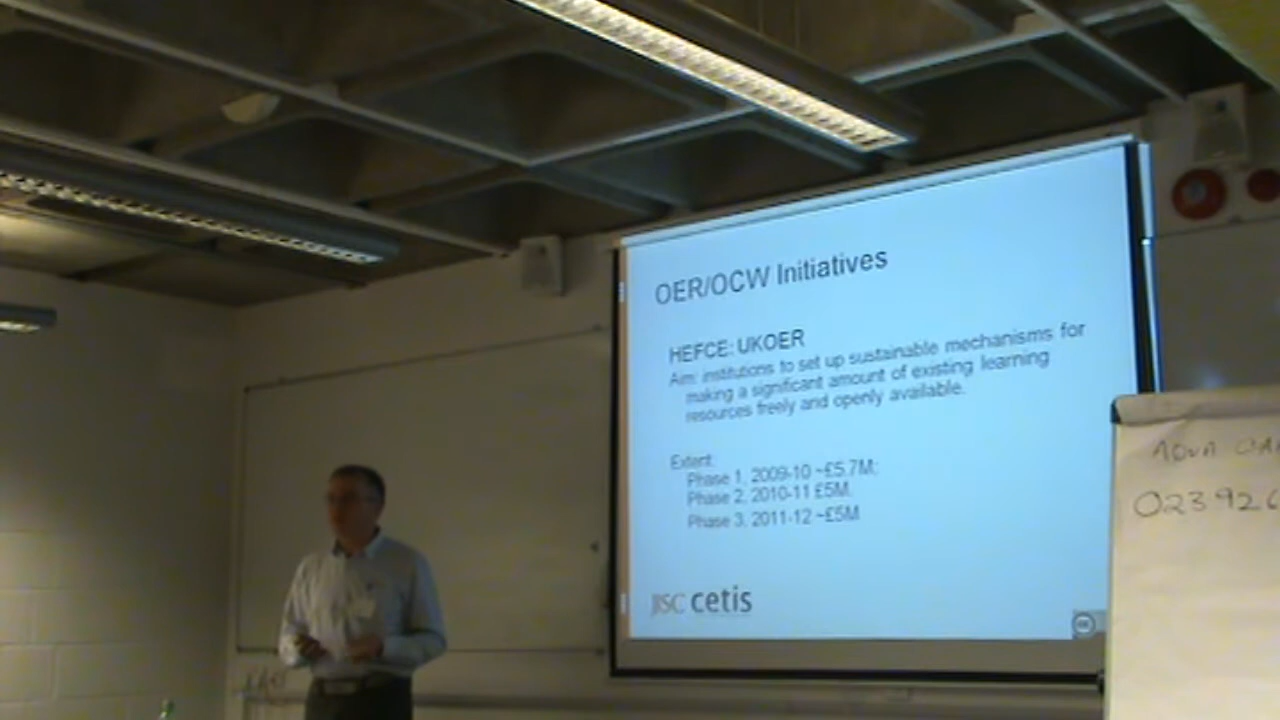 OER/OCW Initiatives
HEFCE: UKOER
Aim: institutions to set up sustainable mechanisms for
making a significant amount of existing learning
resources freely and openly available.
Extent:
Phase 1, 2009-10 ~£5.7M;
Phase 2, 2010-11 £5M,
Phase 3, 2011-12 ~£5M
JISC cetis
cc
023926